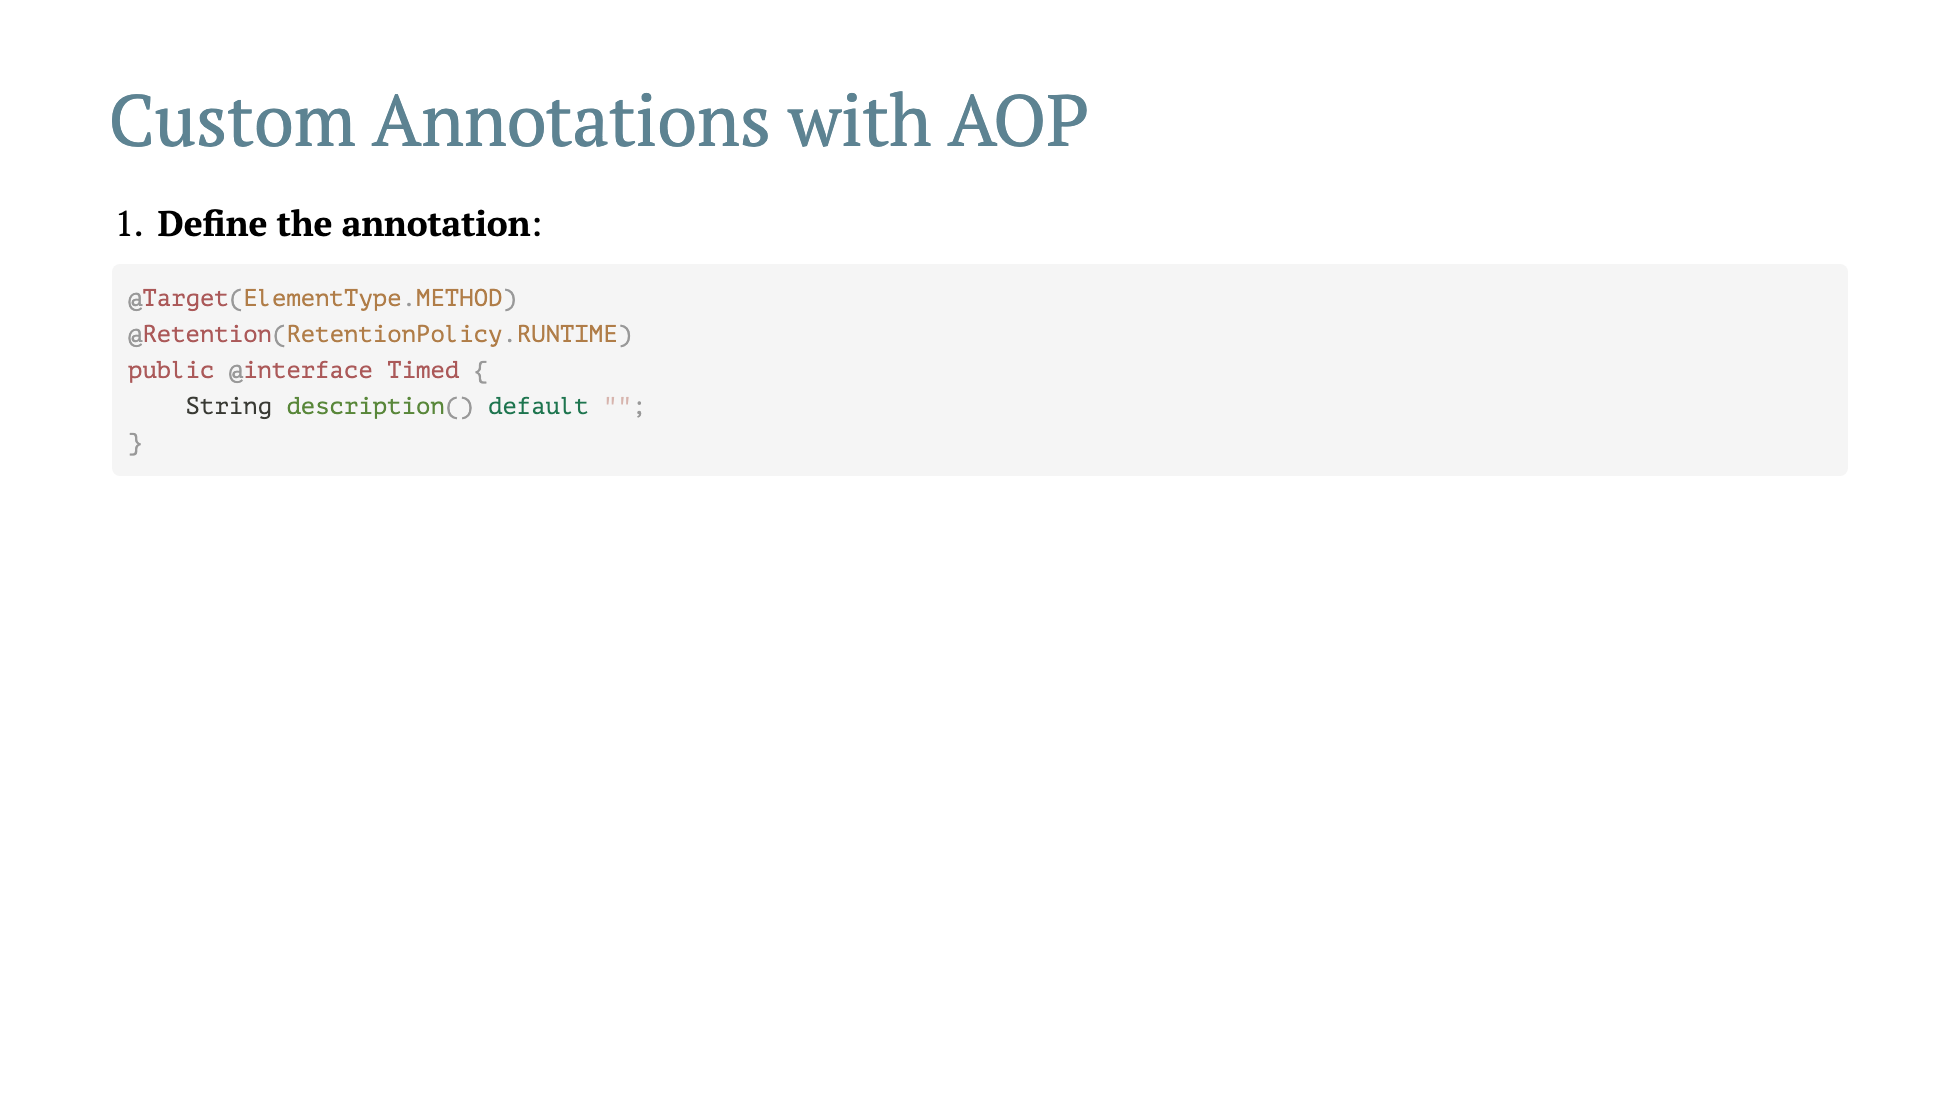 Custom Annotations with AOP
1. Define the annotation:
@Target(ElementType.METHOD)
@Retention(RetentionPolicy.RUNTIME)
public @interface Timed {
    String description() default "";
}